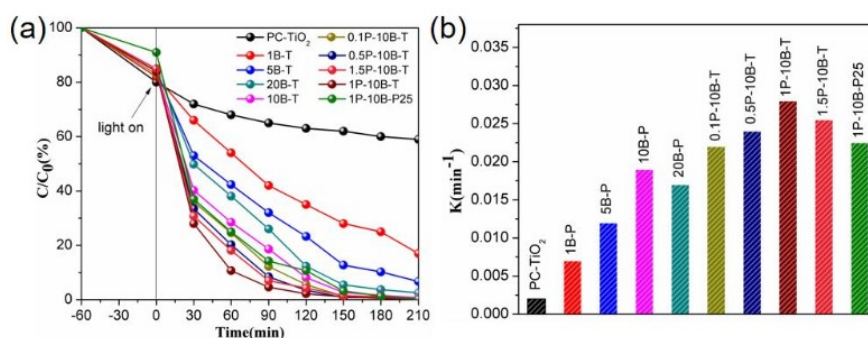 (a)
100
80
60
40
20
0
C/C₀(%)
light on
PC-TiO₂
1B-T
5B-T
20B-T
10B-T
0.1P-10B-T
0.5P-10B-T
1.5P-10B-T
1P-10B-T
1P-10B-P25
-60 -30 0 30 60 90 120 150 180 210
Time(min)
(b)
0.035
0.030
0.025
0.020
0.015
0.010
0.005
0.000
K(min⁻¹)
PC-TiO₂
1B-P
5B-P
10B-P
20B-P
0.1P-10B-T
0.5P-10B-T
1P-10B-T
1.5P-10B-T
1P-10B-P25